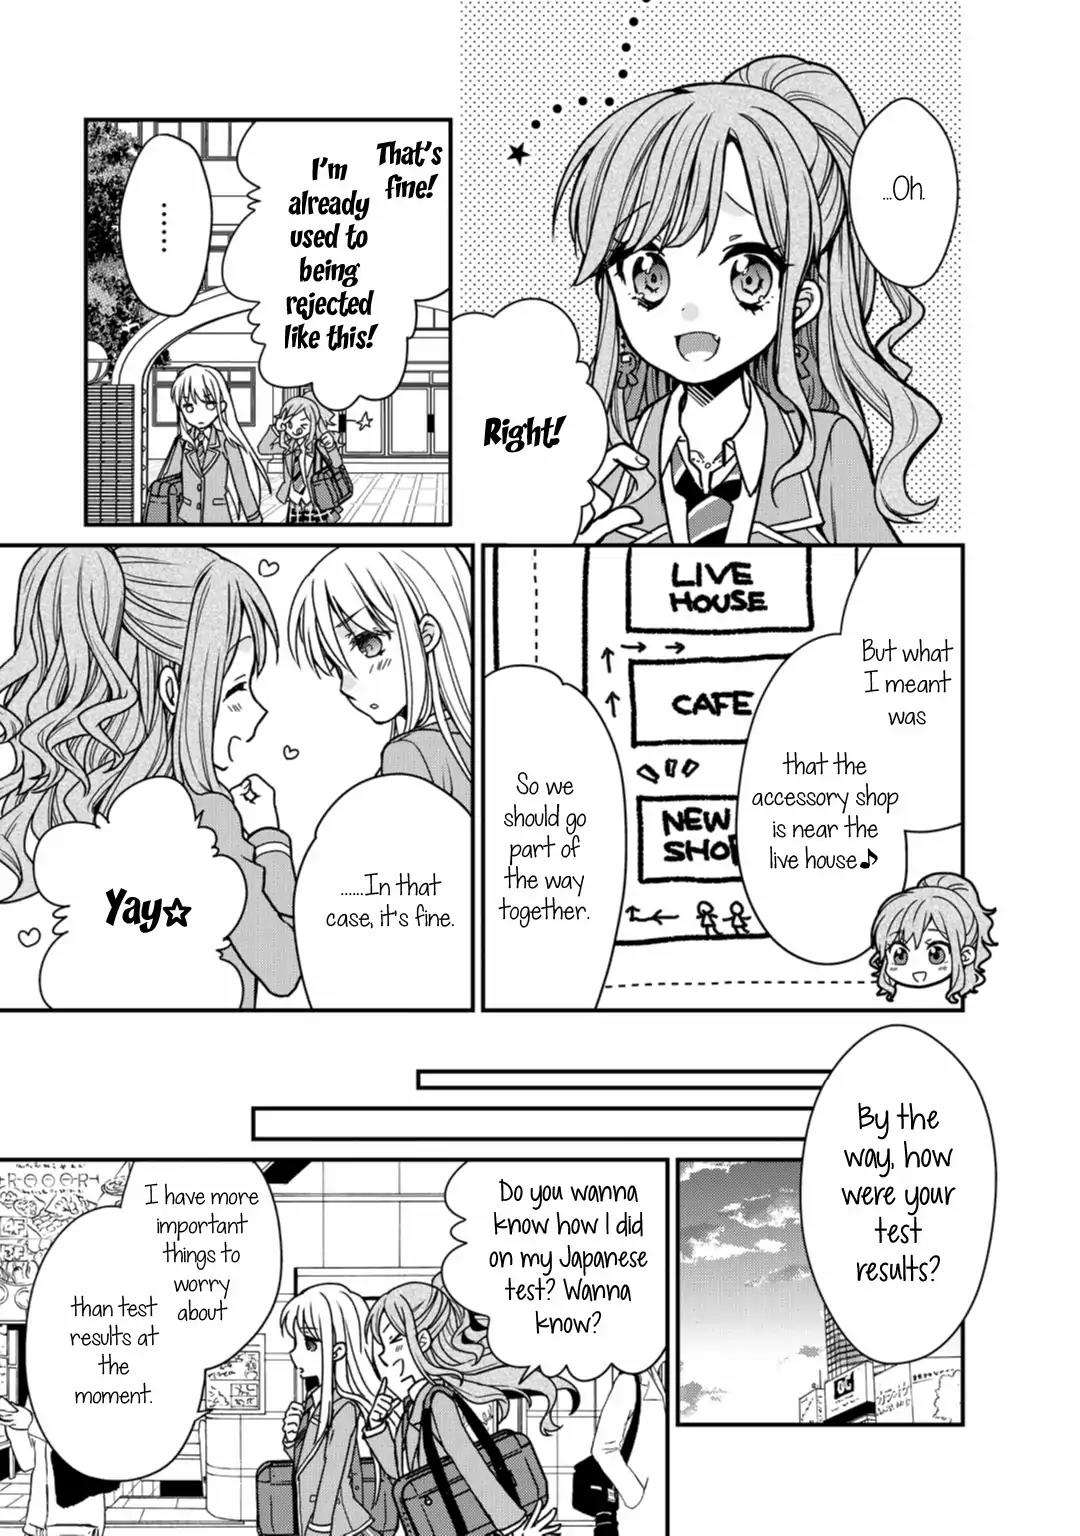 ...Oh.
Right!
That's
fine!
I'm
already
used to
being
rejected
like this!
......
But what
I meant
was
that the
accessory shop
is near the
live house♪
LIVE
HOUSE
CAFE
NEW
SHOP
So we
should go
part of
the way
together.
......In that
case, it's fine.
Yay☆
By the
way, how
were your
test
results?
Do you wanna
know how I did
on my Japanese
test? Wanna
know?
I have more
important
things to
worry
about
than test
results at
the
moment.